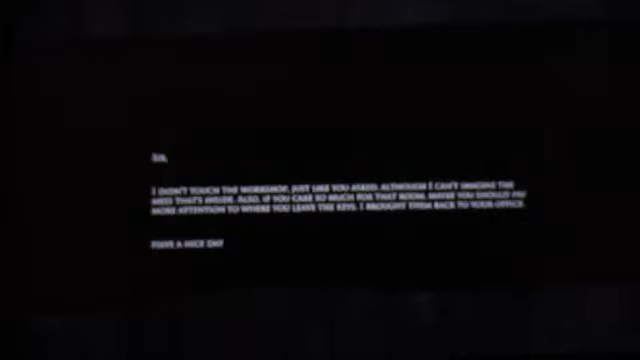 SIR,
I DIDN'T TOUCH THE WORKSHOP, JUST LIKE YOU ASKED, ALTHOUGH I CAN'T IMAGINE THE
MESS THAT'S INSIDE. ALSO, IF YOU CARE SO MUCH FOR THAT ROOM, MAYBE YOU SHOULD PAY
MORE ATTENTION TO WHERE YOU LEAVE THE KEYS. I BROUGHT THEM BACK TO YOUR OFFICE.
HAVE A NICE DAY